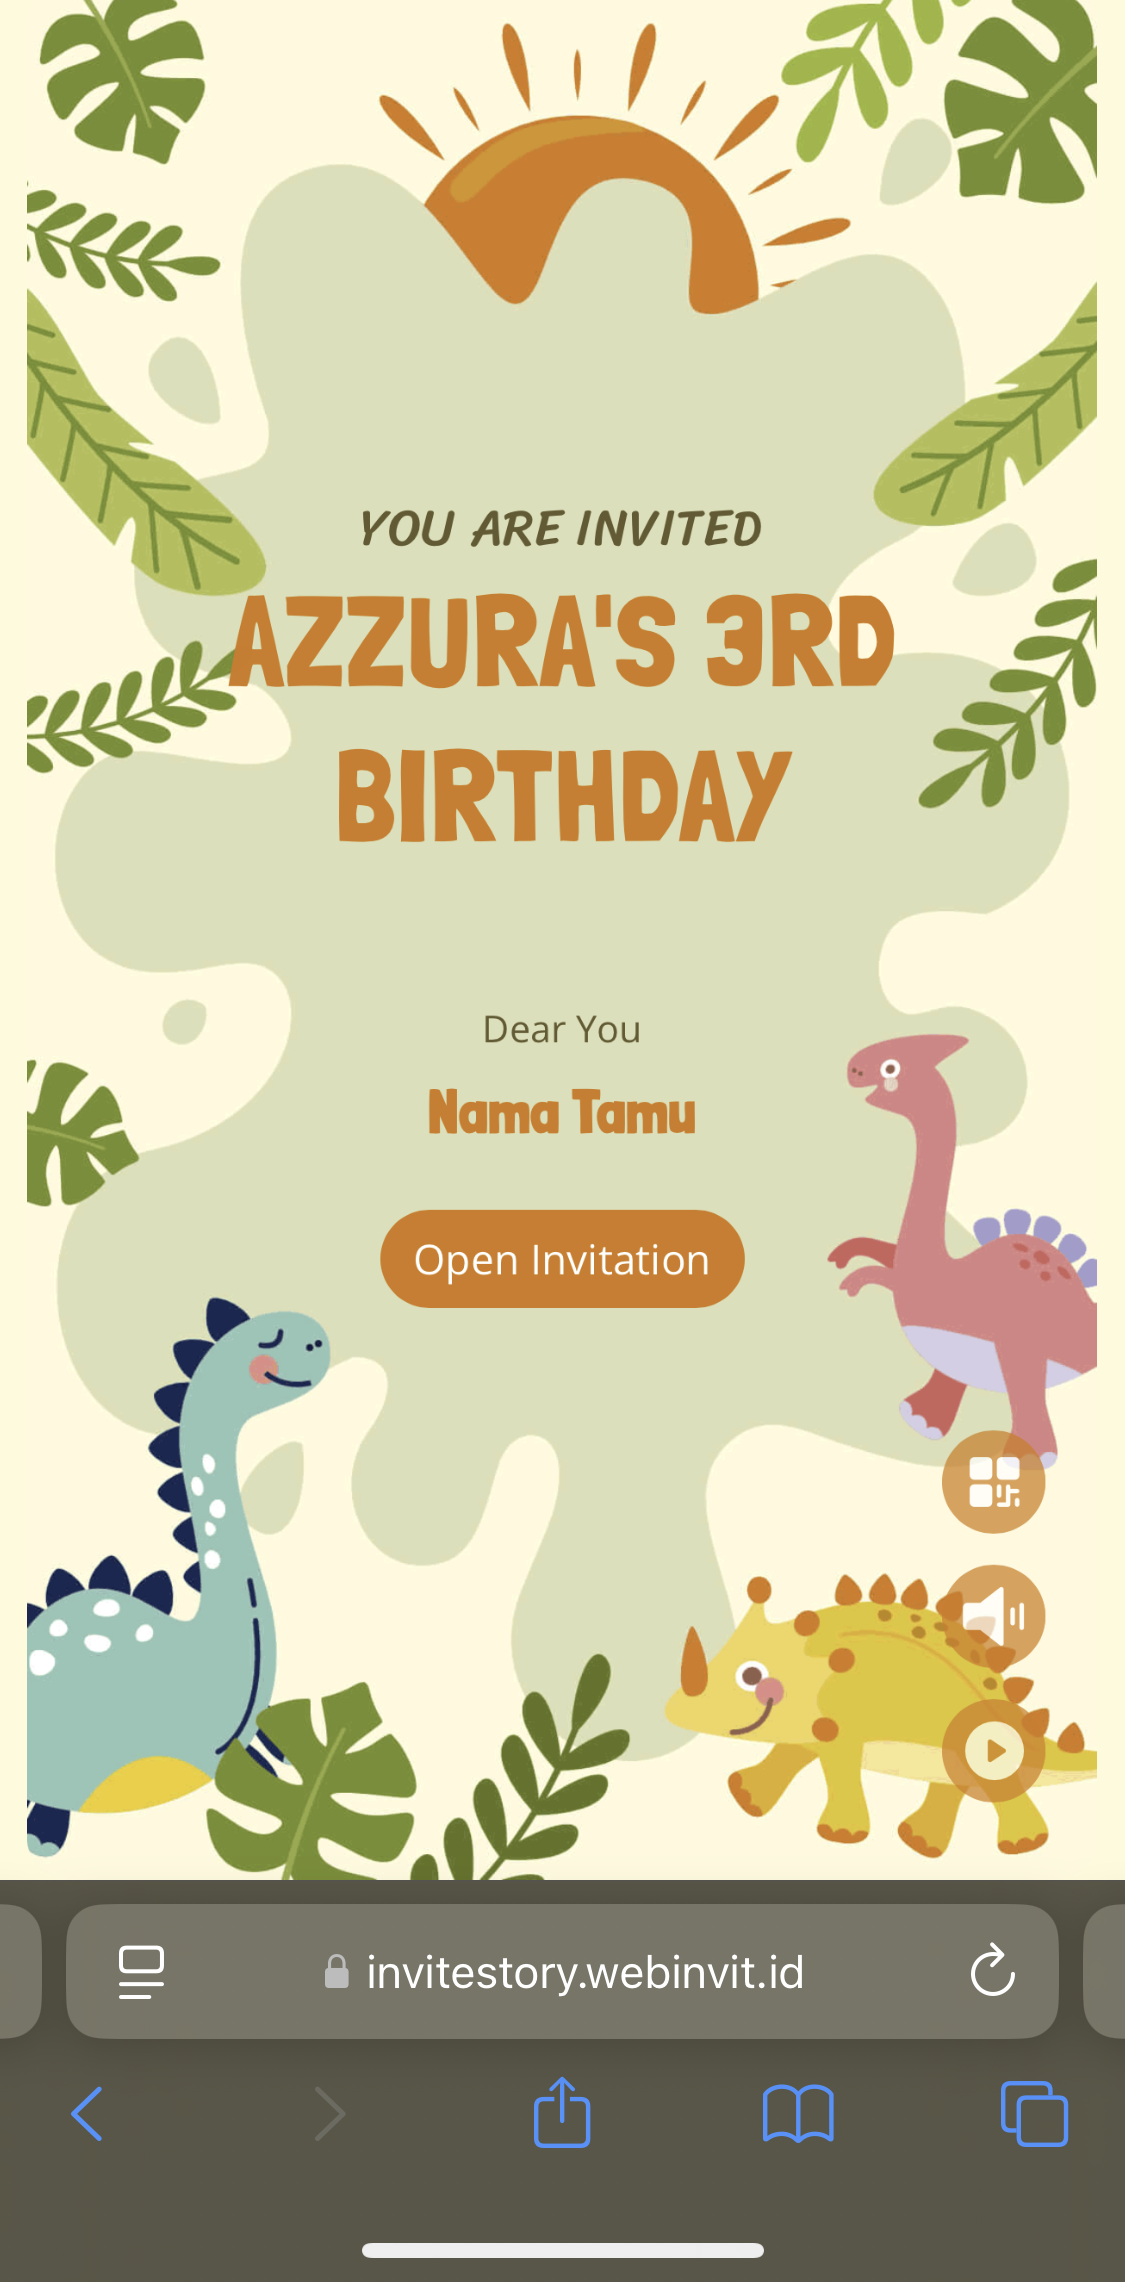 YOU ARE INVITED
AZZURA'S 3RD
BIRTHDAY
Dear You
Nama Tamu
Open Invitation
invitestory.webinvit.id